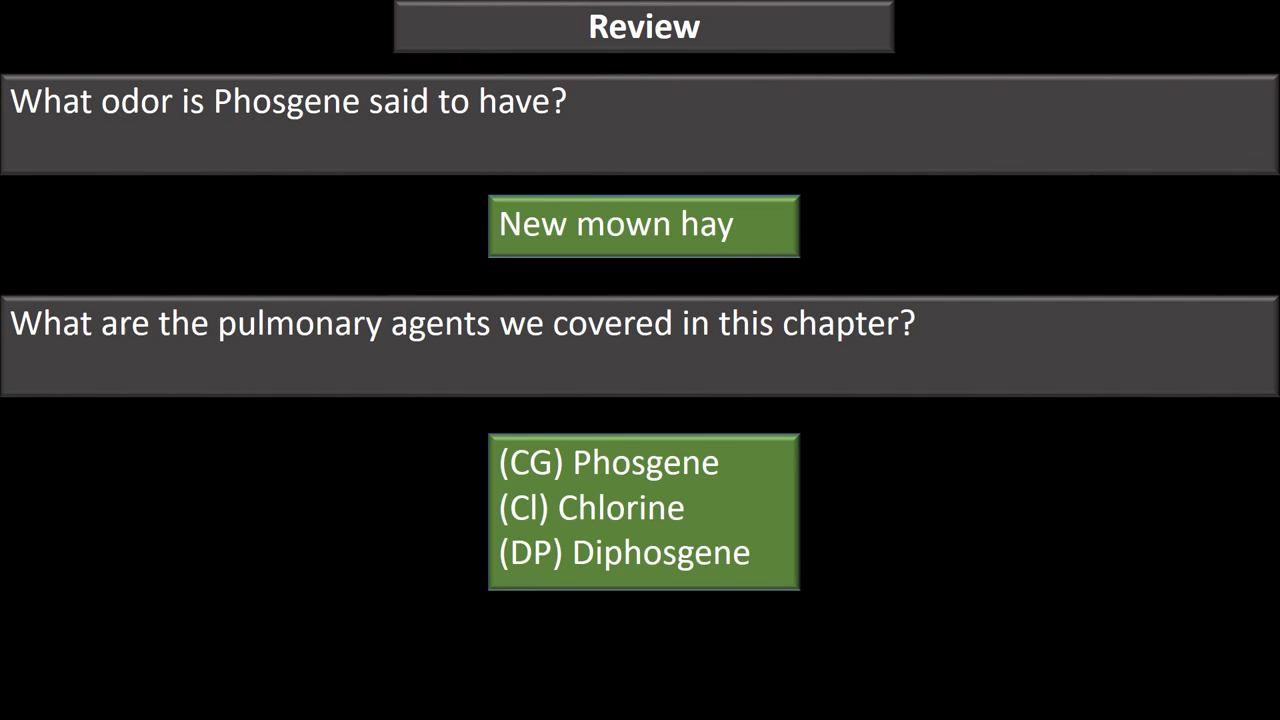 Review
What odor is Phosgene said to have?
New mown hay
What are the pulmonary agents we covered in this chapter?
(CG) Phosgene
(Cl) Chlorine
(DP) Diphosgene